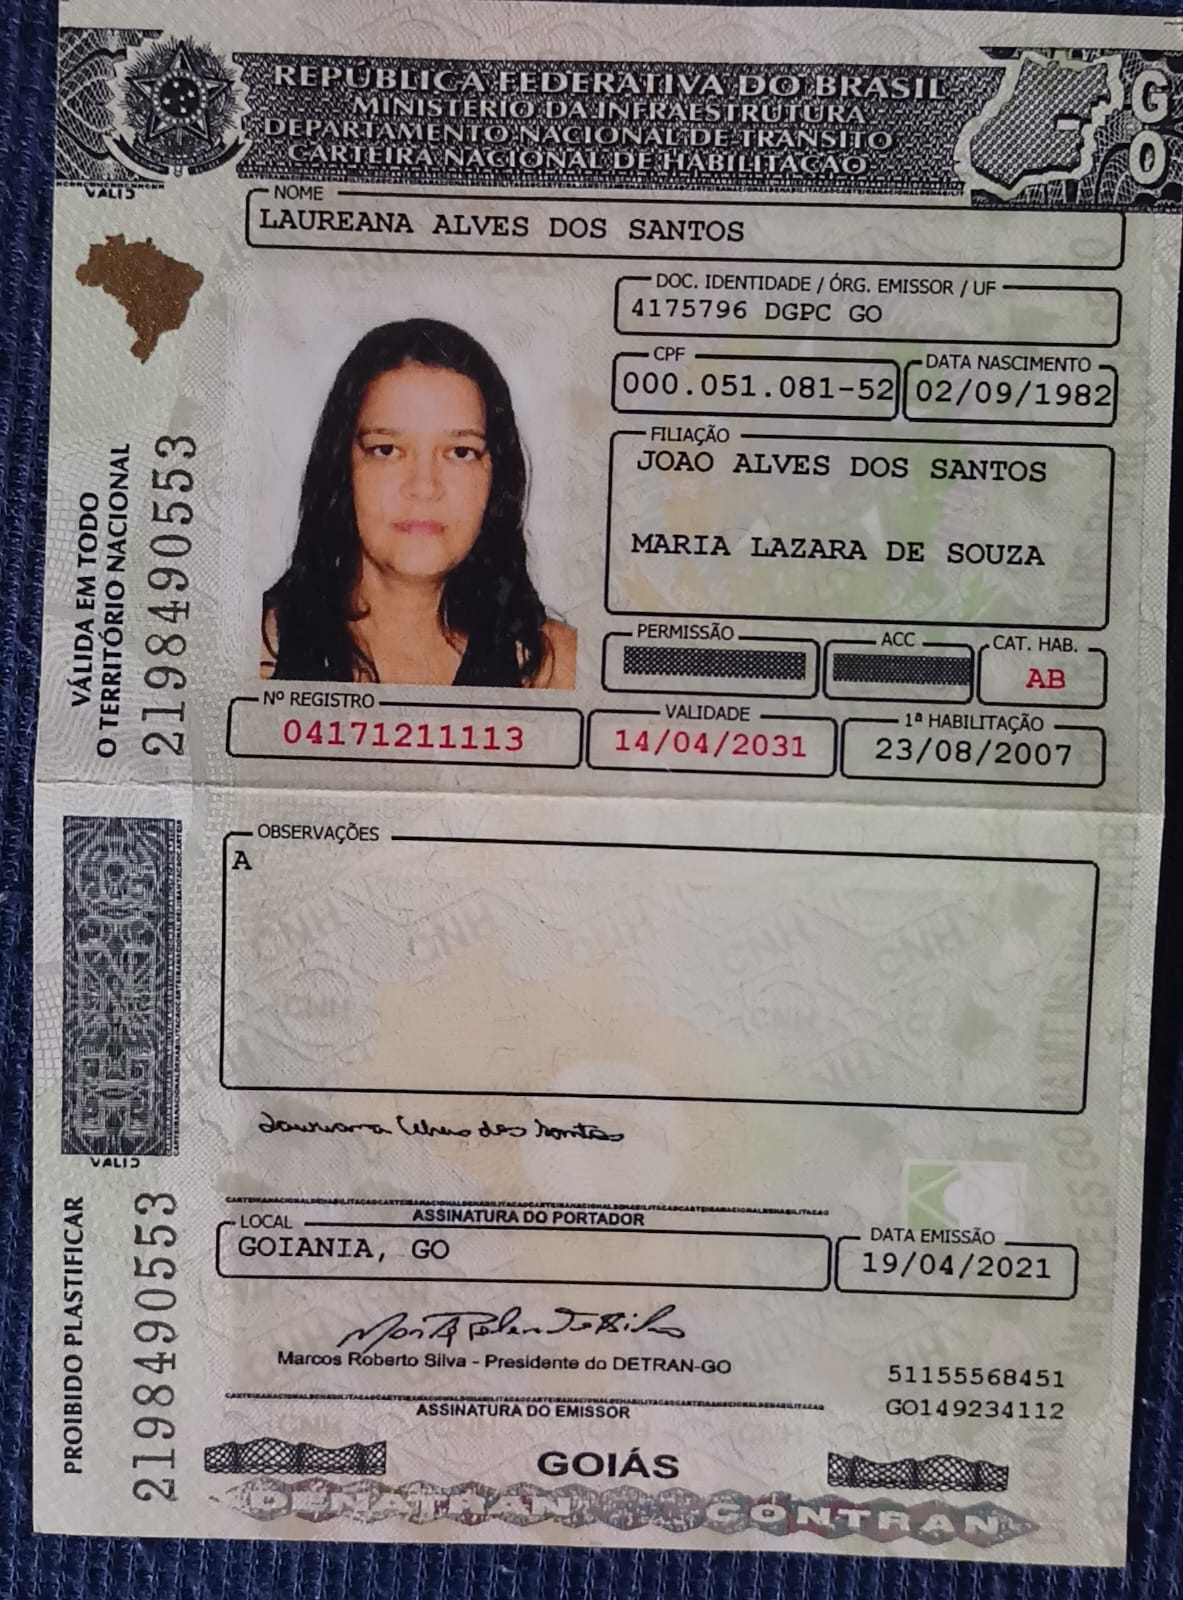 REPÚBLICA FEDERATIVA DO BRASIL
MINISTÉRIO DA INFRAESTRUTURA
DEPARTAMENTO NACIONAL DE TRÂNSITO
CARTEIRA NACIONAL DE HABILITAÇÃO
GO
VALID
NOME
LAUREANA ALVES DOS SANTOS
DOC. IDENTIDADE / ÓRG. EMISSOR / UF
4175796 DGPC GO
CPF
000.051.081-52
DATA NASCIMENTO
02/09/1982
FILIAÇÃO
JOAO ALVES DOS SANTOS
MARIA LAZARA DE SOUZA
PERMISSÃO
ACC
CAT. HAB.
AB
Nº REGISTRO
04171211113
VALIDADE
14/04/2031
1ª HABILITAÇÃO
23/08/2007
VÁLIDA EM TODO
O TERRITÓRIO NACIONAL
2198490553
OBSERVAÇÕES
A
VALID
Laureana Alves dos Santos
ASSINATURA DO PORTADOR
LOCAL
GOIANIA, GO
DATA EMISSÃO
19/04/2021
Marcos Roberto Silva - Presidente do DETRAN-GO
ASSINATURA DO EMISSOR
51155568451
GO149234112
PROIBIDO PLASTIFICAR
2198490553
GOIÁS
DENATRAN CONTRAN